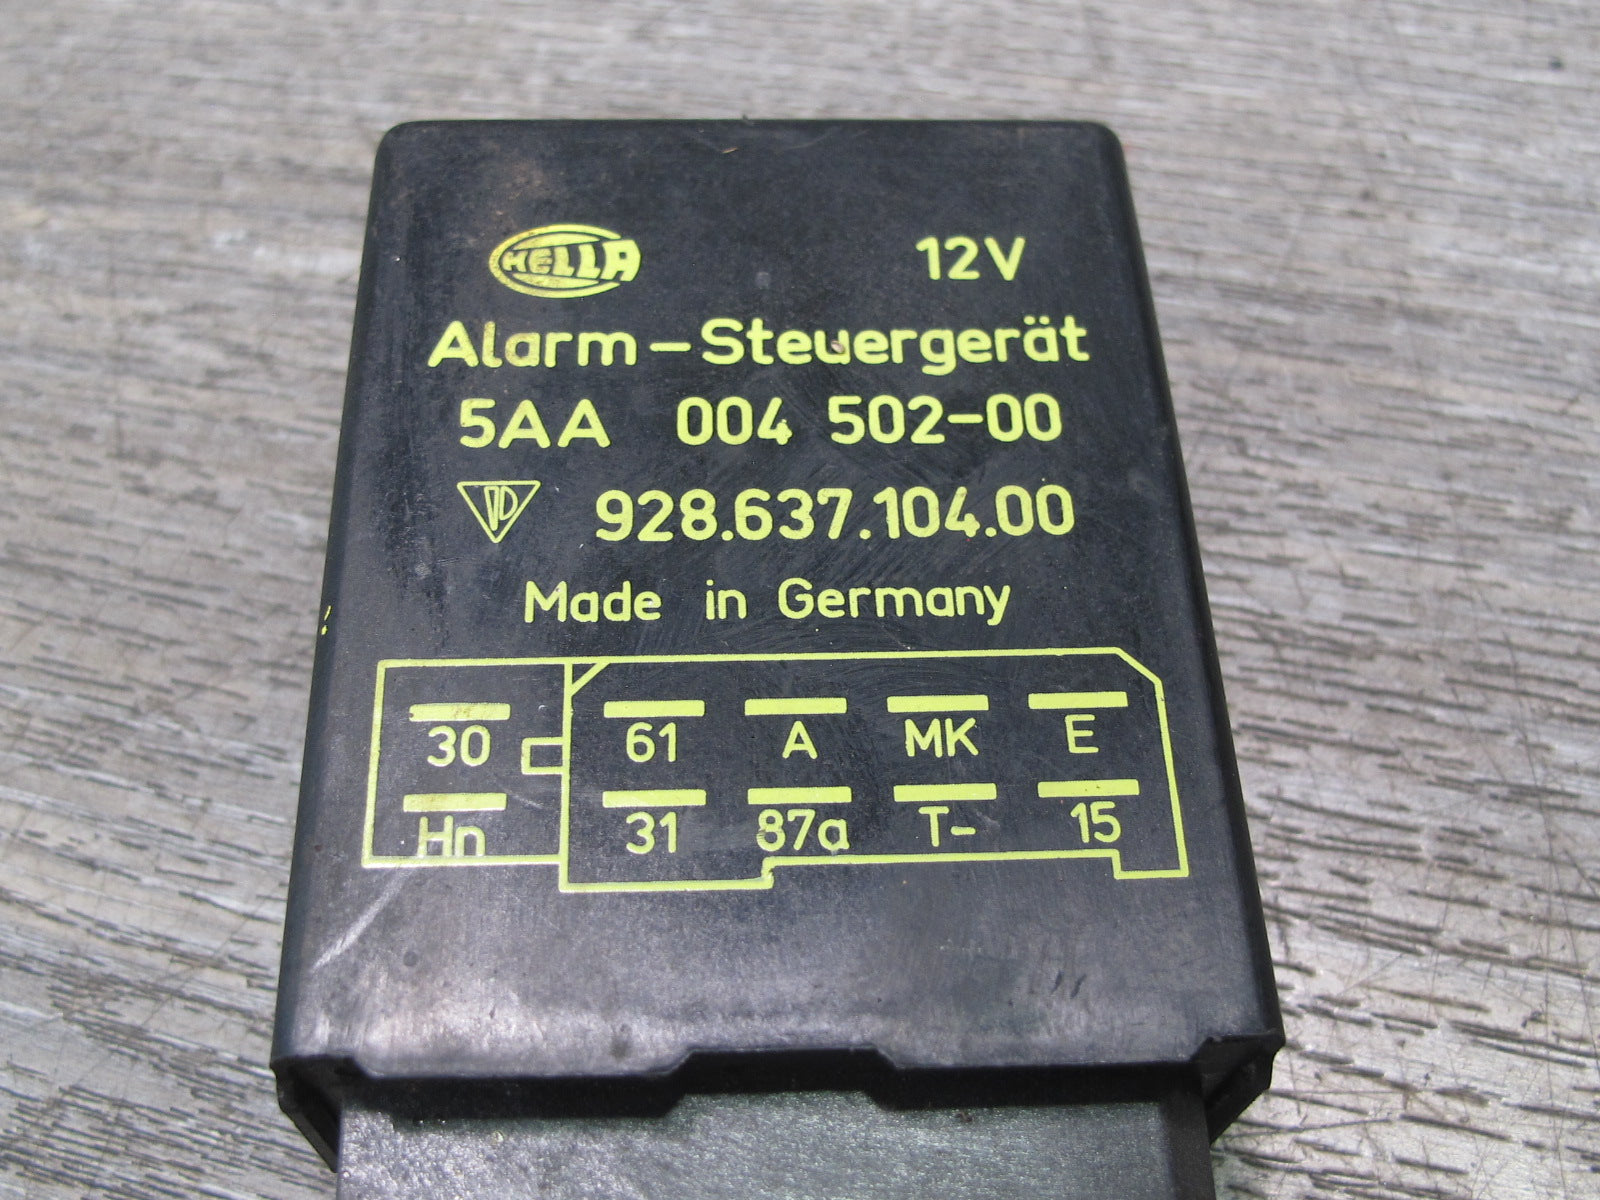 HELLA 12V
Alarm-Steuergerät
5AA 004 502-00
928.637.104.00
Made in Germany
30 61 A MK E
Hn 31 87a T- 15